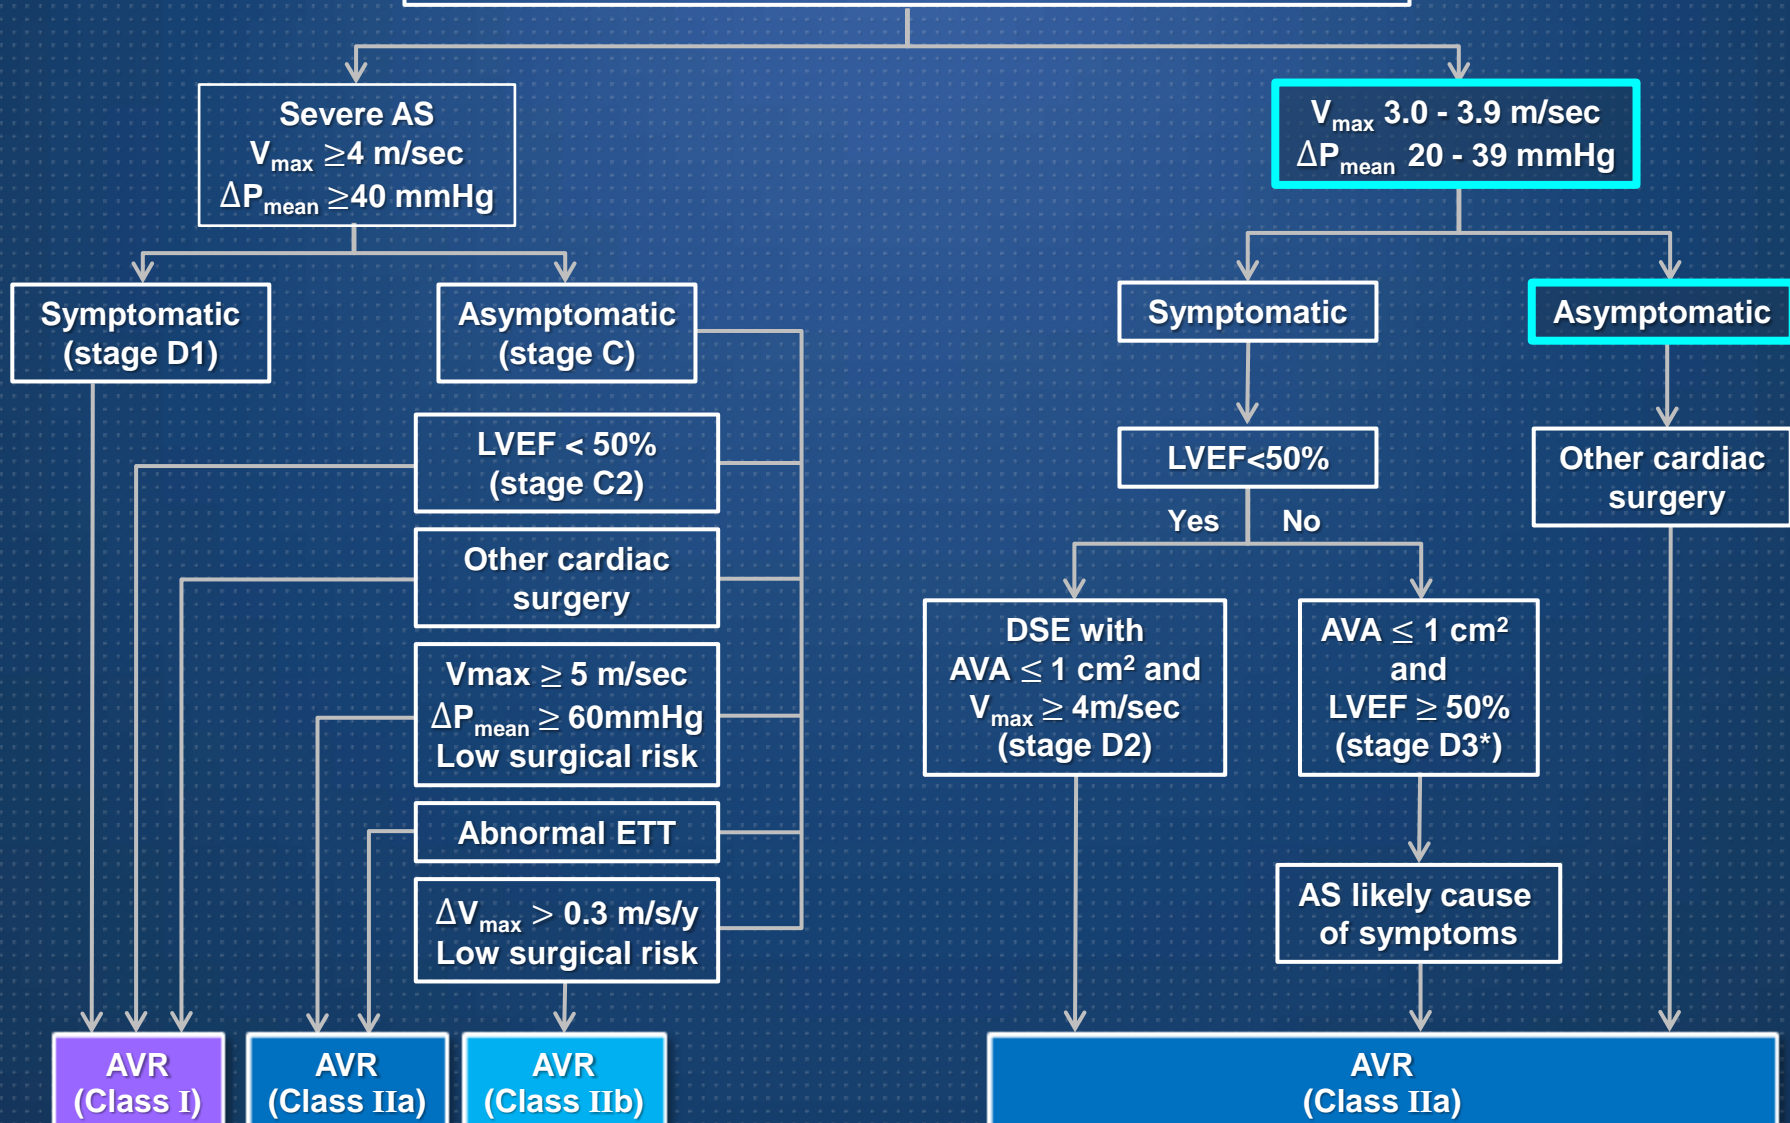 Severe AS
Vmax ≥4 m/sec
ΔPmean ≥40 mmHg
Vmax 3.0 - 3.9 m/sec
ΔPmean 20 - 39 mmHg
Symptomatic
(stage D1)
Asymptomatic
(stage C)
Symptomatic
Asymptomatic
LVEF < 50%
(stage C2)
Other cardiac
surgery
Vmax ≥ 5 m/sec
ΔPmean ≥ 60mmHg
Low surgical risk
Abnormal ETT
ΔVmax > 0.3 m/s/y
Low surgical risk
LVEF<50%
Yes
No
Other cardiac
surgery
DSE with
AVA ≤ 1 cm²  and
Vmax ≥ 4m/sec
(stage D2)
AVA ≤ 1 cm²
and
LVEF ≥ 50%
(stage D3*)
AS likely cause
of symptoms
AVR
(Class I)
AVR
(Class IIa)
AVR
(Class IIb)
AVR
(Class IIa)